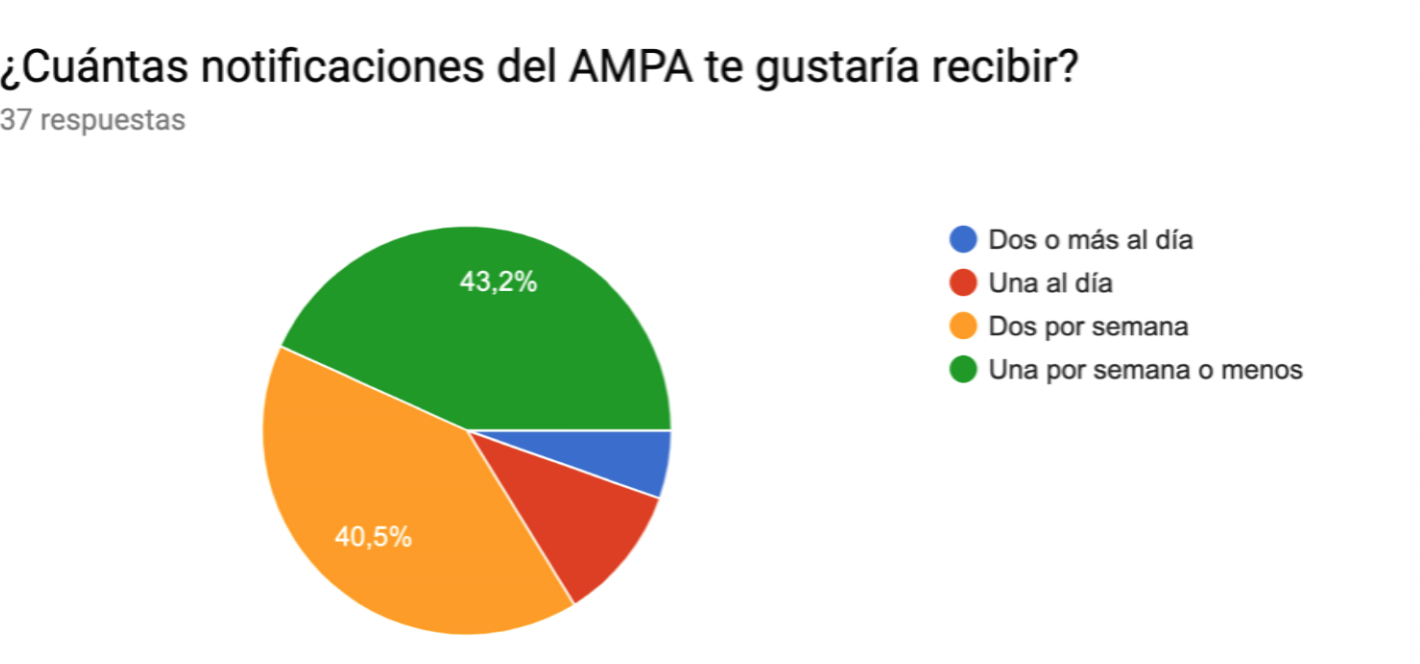 ¿Cuántas notificaciones del AMPA te gustaría recibir?
37 respuestas
43,2%
40,5%
Dos o más al día
Una al día
Dos por semana
Una por semana o menos